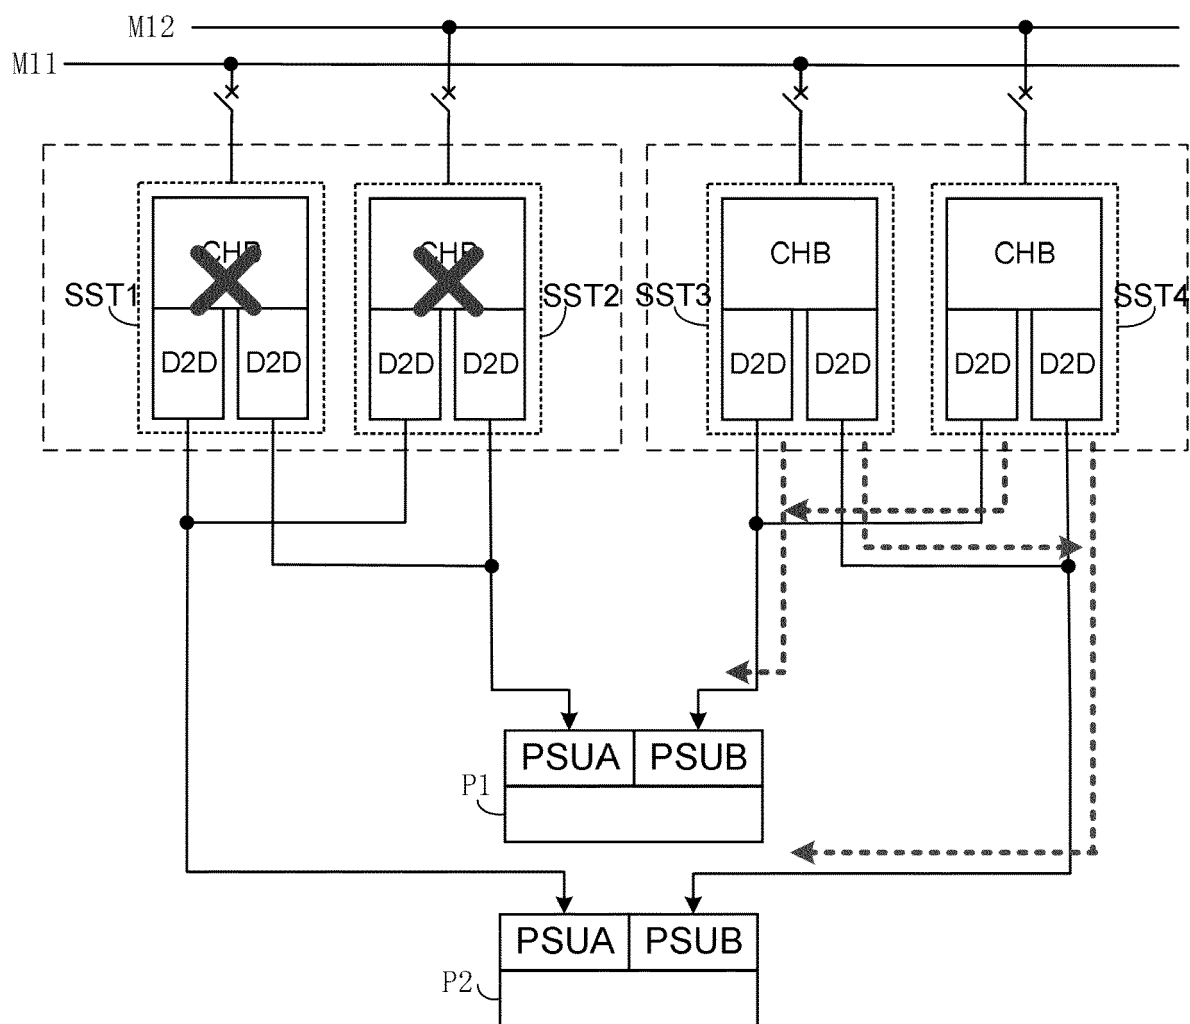 M12
M11
CHB CHB CHB CHB
SST1 SST2 SST3 SST4
D2D D2D D2D D2D D2D D2D D2D D2D
PSUA PSUB
P1
PSUA PSUB
P2